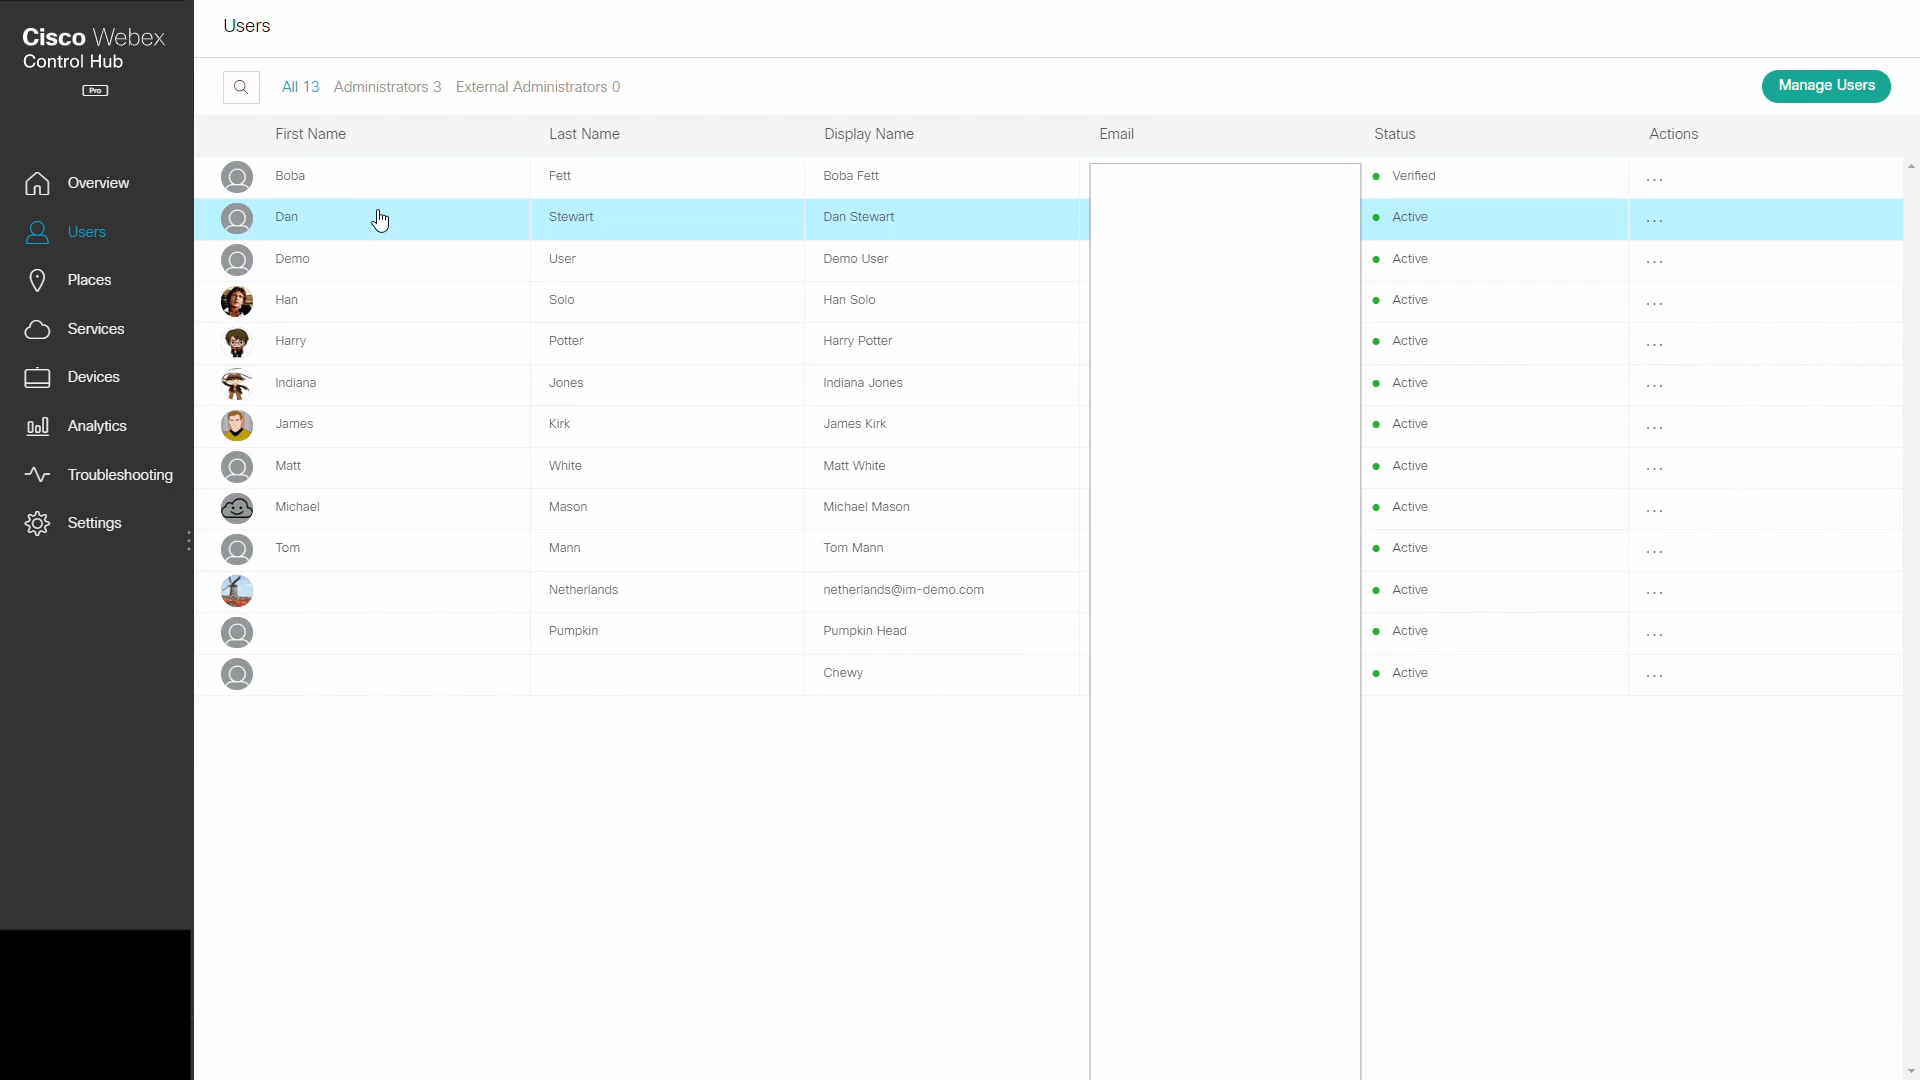 Cisco Webex
Control Hub
Pro
Overview
Users
Places
Services
Devices
Analytics
Troubleshooting
Settings
Users
All 13 Administrators 3 External Administrators 0
Manage Users
First Name Last Name Display Name Email Status Actions
Boba Fett Boba Fett Verified ...
Dan Stewart Dan Stewart Active ...
Demo User Demo User Active ...
Han Solo Han Solo Active ...
Harry Potter Harry Potter Active ...
Indiana Jones Indiana Jones Active ...
James Kirk James Kirk Active ...
Matt White Matt White Active ...
Michael Mason Michael Mason Active ...
Tom Mann Tom Mann Active ...
Netherlands netherlands@im-demo.com Active ...
Pumpkin Pumpkin Head Active ...
Chewy Active ...